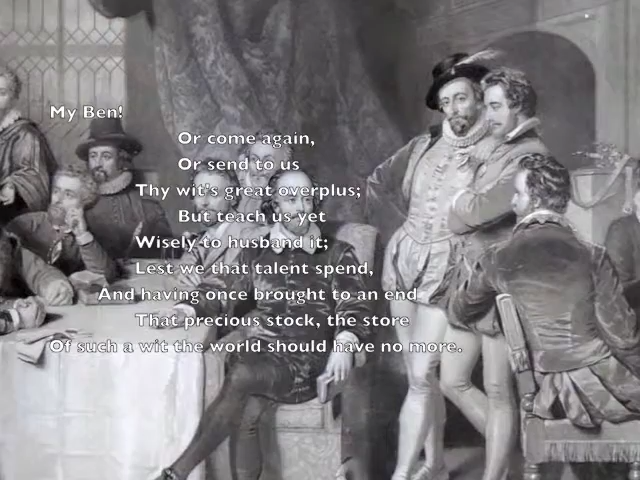 My Ben!
Or come again,
Or send to us
Thy wit's great overplus;
But teach us yet
Wisely to husband it;
Lest we that talent spend,
And having once brought to an end
That precious stock, the store
Of such a wit the world should have no more.